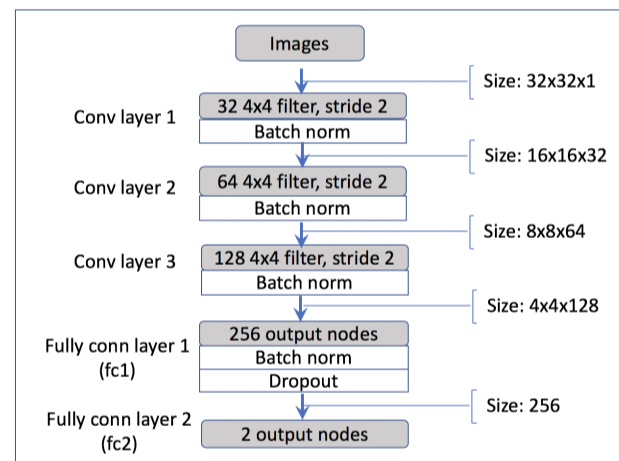 Images
Size: 32x32x1
Conv layer 1
32 4x4 filter, stride 2
Batch norm
Size: 16x16x32
Conv layer 2
64 4x4 filter, stride 2
Batch norm
Size: 8x8x64
Conv layer 3
128 4x4 filter, stride 2
Batch norm
Size: 4x4x128
Fully conn layer 1
(fc1)
256 output nodes
Batch norm
Dropout
Size: 256
Fully conn layer 2
(fc2)
2 output nodes